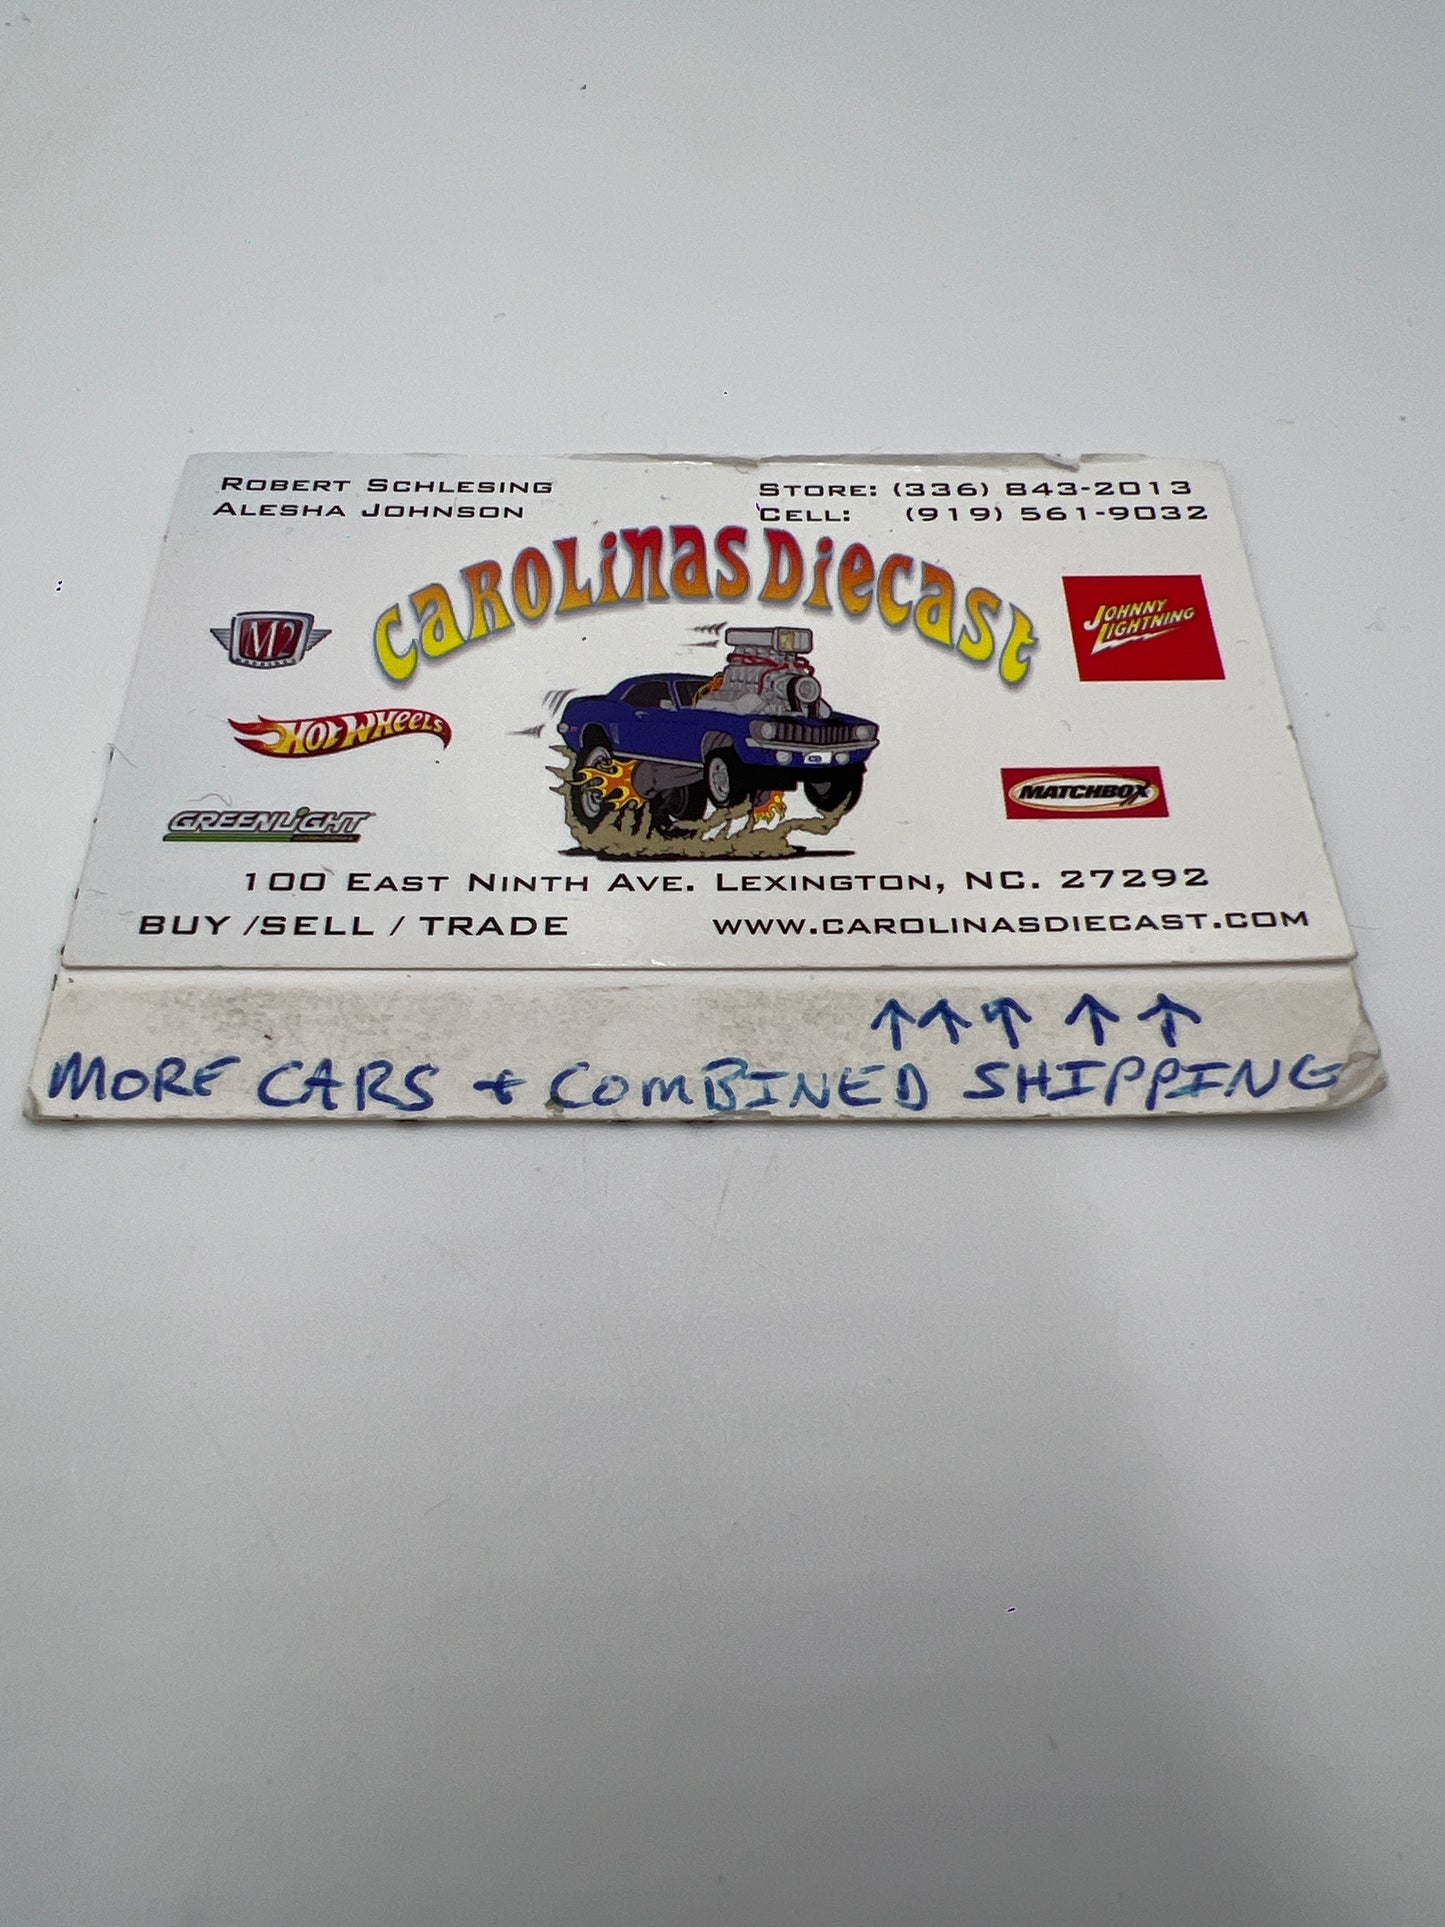 ROBERT SCHLESING
ALESHA JOHNSON
STORE: (336) 843-2013
CELL: (919) 561-9032
CAROLINAS DIECAST
M2
JOHNNY
LIGHTNING
HOT WHEELS
MATCHBOX
GREENLIGHT
100 EAST NINTH AVE. LEXINGTON, NC. 27292
BUY /SELL / TRADE
WWW.CAROLINASDIECAST.COM
↑↑↑ ↑ ↑
MORE CARS + COMBINED SHIPPING